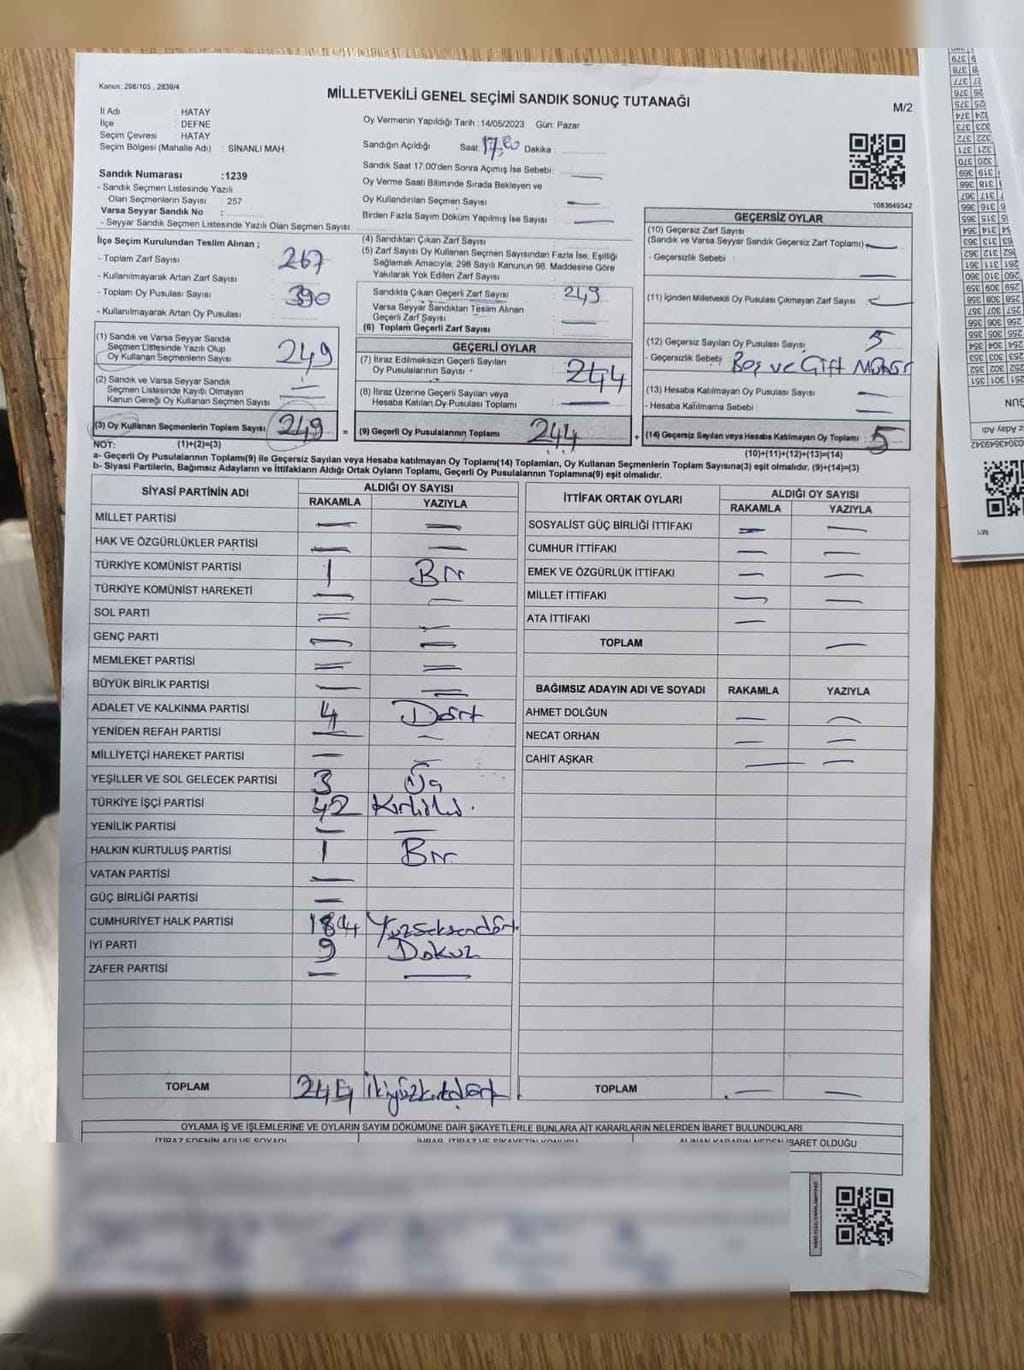 Kanun: 298/105 , 2839/4
MİLLETVEKİLİ GENEL SEÇİMİ SANDIK SONUÇ TUTANAĞI
M/2
İli Adı : HATAY
İlçe : DEFNE
Seçim Çevresi : HATAY
Seçim Bölgesi (Mahalle Adı) : SİNANLI MAH.
Sandık Numarası :1239
- Sandık Seçmen Listesinde Yazılı
Olan Seçmenlerin Sayısı : 257
Varsa Seyyar Sandık No :
- Seyyar Sandık Seçmen Listesinde Yazılı Olan Seçmen Sayısı:
Oy Vermenin Yapıldığı Tarih :14/05/2023 Gün: Pazar
Sandığın Açıldığı Saat: 17,00 Dakika :
Sandık Saat 17.00'den Sonra Açımış İse Sebebi:
Oy Verme Saati Bitiminde Sırada Bekleyen ve
Oy Kullandırılan Seçmen Sayısı
Birden Fazla Sayım Döküm Yapılmış İse Sayısı :
1083649342
İlçe Seçim Kurulundan Teslim Alınan ;
- Toplam Zarf Sayısı : 267
- Kullanılmayarak Artan Zarf Sayısı :
- Toplam Oy Pusulası Sayısı : 390
- Kullanılmayarak Artan Oy Pusulası :
(1) Sandık ve Varsa Seyyar Sandık
Seçmen Listesinde Yazılı Olup
Oy Kullanan Seçmenlerin Sayısı : 249
(2) Sandık ve Varsa Seyyar Sandık
Seçmen Listesinde Kayıtlı Olmayan
Kanun Gereği Oy Kullanan Seçmen Sayısı :
(3) Oy Kullanan Seçmenlerin Toplam Sayısı : 249
(4) Sandıktan Çıkan Zarf Sayısı :
(5) Zarf Sayısı Oy Kullanan Seçmen Sayısından Fazla İse, Eşitliği
Sağlamak Amacıyla; 298 Sayılı Kanunun 98. Maddesine Göre
Yakılarak Yok Edilen Zarf Sayısı :
Sandıkta Çıkan Geçerli Zarf Sayısı : 249
Varsa Seyyar Sandıktan Teslim Alınan
Geçerli Zarf Sayısı :
(6) Toplam Geçerli Zarf Sayısı :
GEÇERLİ OYLAR
(7) İtiraz Edilmeksizin Geçerli Sayılan
Oy Pusulalarının Sayısı : 244
(8) İtiraz Üzerine Geçerli Sayılan veya
Hesaba Katılan Oy Pusulası Toplamı :
= (9) Geçerli Oy Pusulalarının Toplamı : 244
GEÇERSİZ OYLAR
(10) Geçersiz Zarf Sayısı
(Sandık ve Varsa Seyyar Sandık Geçersiz Zarf Toplamı) :
- Geçersizlik Sebebi :
(11) İçinden Milletvekili Oy Pusulası Çıkmayan Zarf Sayısı :
(12) Geçersiz Sayılan Oy Pusulası Sayısı : 5
- Geçersizlik Sebebi : Boş ve Çift Mühür
(13) Hesaba Katılmayan Oy Pusulası Sayısı :
- Hesaba Katılmama Sebebi :
+ (14) Geçersiz Sayılan veya Hesaba Katılmayan Oy Toplamı : 5
NOT: (1)+(2)=(3)
(10)+(11)+(12)+(13)=(14)
a- Geçerli Oy Pusulasının Toplamı(9) ile Geçersiz Sayılan veya Hesaba katılmayan Oy Toplamı(14) Toplamları, Oy Kullanan Seçmenlerin Toplam Sayısına(3) eşit olmalıdır. (9)+(14)=(3)
b- Siyasi Partilerin, Bağımsız Adayların ve İttifakların Aldığı Ortak Oyların Toplamı, Geçerli Oy Pusulalarının Toplamına(9) eşit olmalıdır.
SİYASİ PARTİNİN ADI ALDIĞI OY SAYISI
RAKAMLA YAZIYLA
MİLLET PARTİSİ
HAK VE ÖZGÜRLÜKLER PARTİSİ
TÜRKİYE KOMÜNİST PARTİSİ 1 Bir
TÜRKİYE KOMÜNİST HAREKETİ
SOL PARTİ
GENÇ PARTİ
MEMLEKET PARTİSİ
BÜYÜK BİRLİK PARTİSİ
ADALET VE KALKINMA PARTİSİ 4 Dört
YENİDEN REFAH PARTİSİ
MİLLİYETÇİ HAREKET PARTİSİ
YEŞİLLER VE SOL GELECEK PARTİSİ 3 Üç
TÜRKİYE İŞÇİ PARTİSİ 42 Kırkiki
YENİLİK PARTİSİ
HALKIN KURTULUŞ PARTİSİ 1 Bir
VATAN PARTİSİ
GÜÇ BİRLİĞİ PARTİSİ
CUMHURİYET HALK PARTİSİ 184 Yüzseksendört
İYİ PARTİ 9 Dokuz
ZAFER PARTİSİ
TOPLAM 244 İkiyüzkırkdört
İTTİFAK ORTAK OYLARI ALDIĞI OY SAYISI
RAKAMLA YAZIYLA
SOSYALİST GÜÇ BİRLİĞİ İTTİFAKI
CUMHUR İTTİFAKI
EMEK VE ÖZGÜRLÜK İTTİFAKI
MİLLET İTTİFAKI
ATA İTTİFAKI
TOPLAM
BAĞIMSIZ ADAYIN ADI VE SOYADI RAKAMLA YAZIYLA
AHMET DOLĞUN
NECAT ORHAN
CAHİT AŞKAR
TOPLAM
OYLAMA İŞ VE İŞLEMLERİNE VE OYLARIN SAYIM DÖKÜMÜNE DAİR ŞİKAYETLERLE BUNLARA AİT KARARLARIN NELERDEN İBARET BULUNDUKLARI